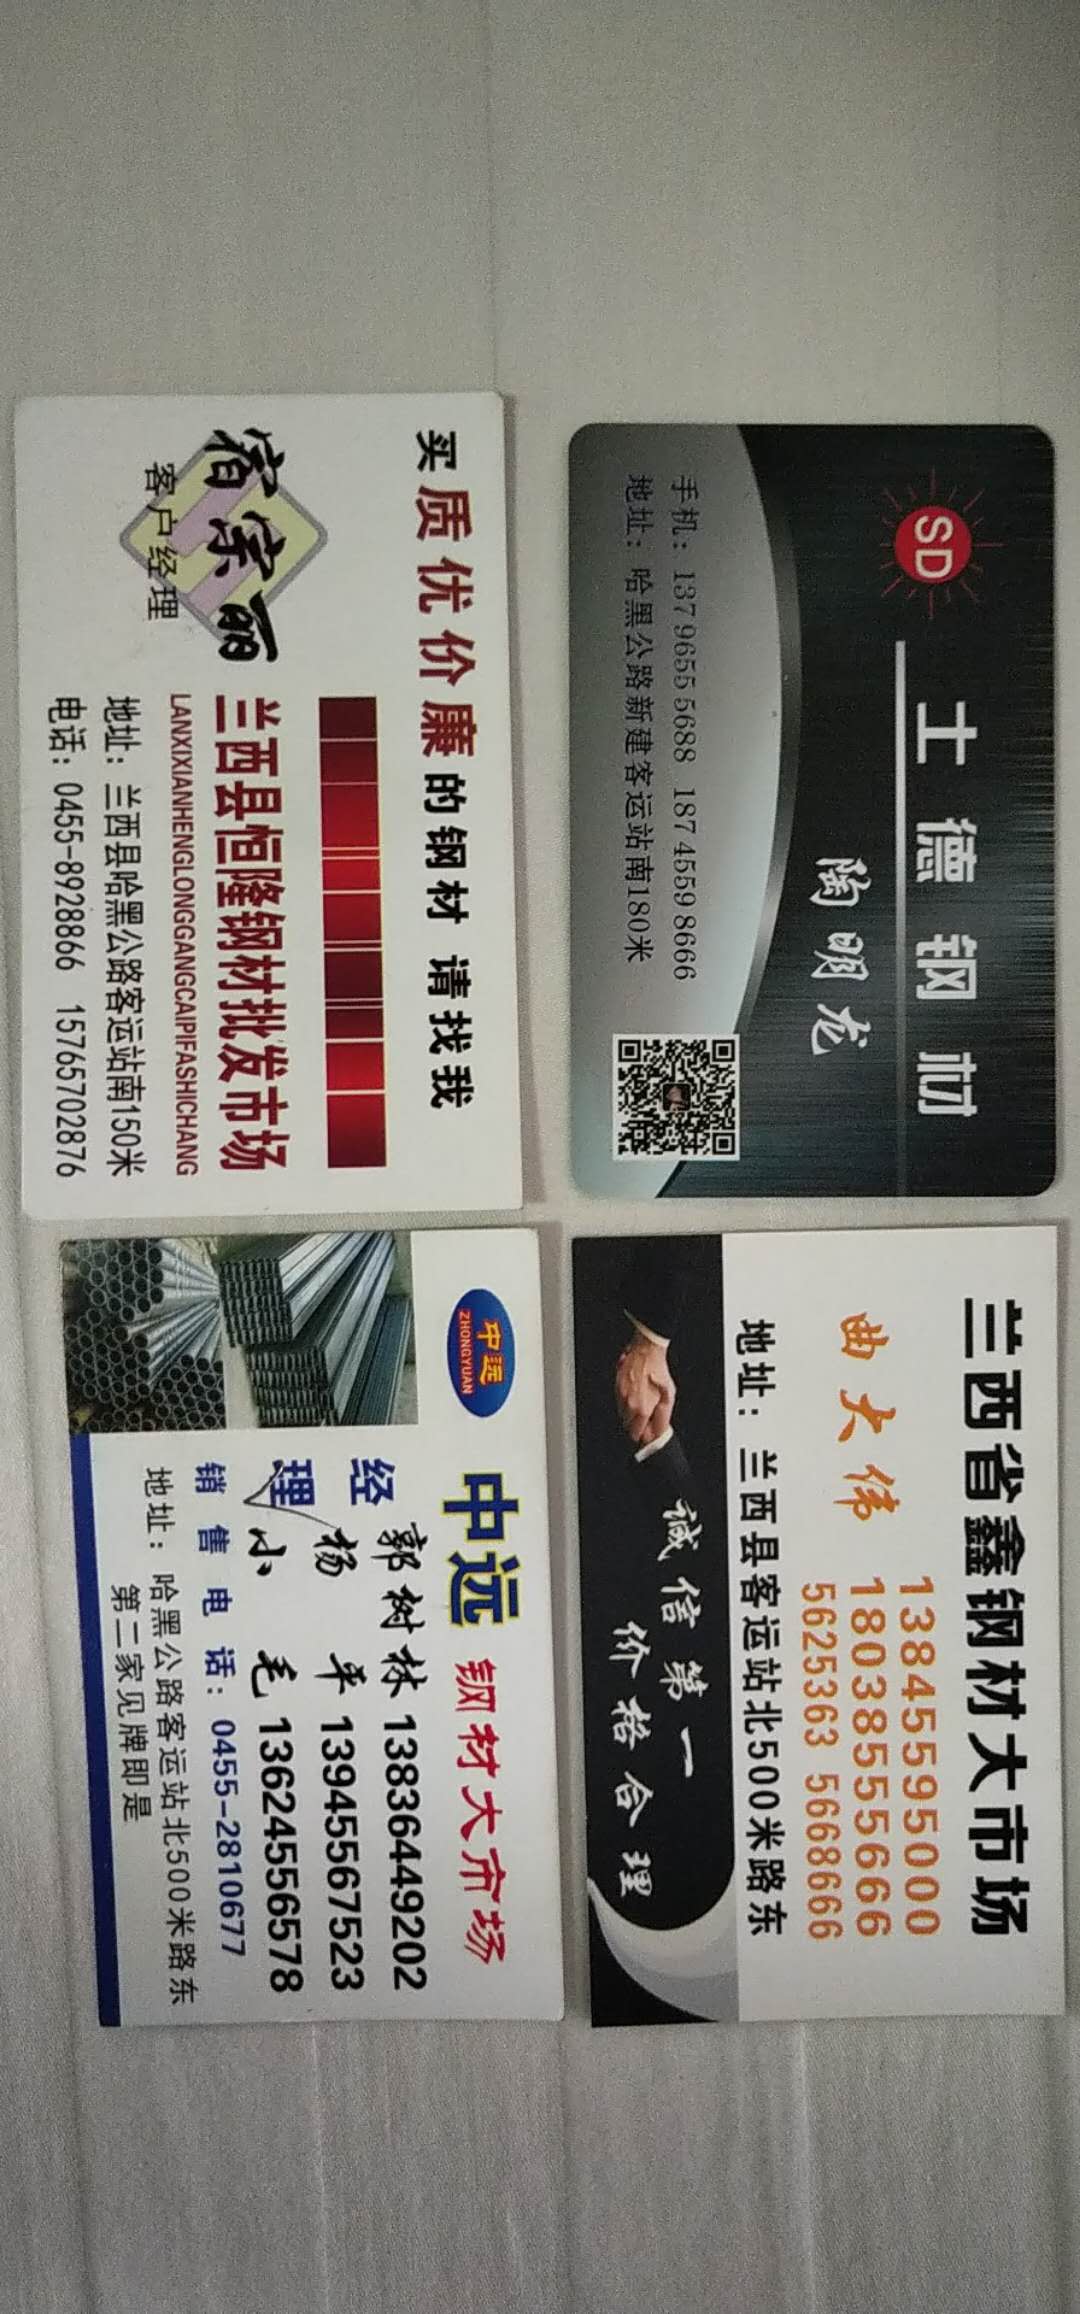 SD
士德钢材
陶明龙
手机：13796555688 18745598666
地址：哈黑公路新建客运站南180米
兰西省鑫钢材大市场
曲大伟
13845595000
18038555666
5625363 5668666
地址：兰西县客运站北500米路东
诚信第一
价格合理
买质优价廉的钢材 请找我
宿宗丽
客户经理
兰西县恒隆钢材批发市场
LANXIXIANHENGLONGGANGCAIPIFASHICHANG
地址：兰西县哈黑公路客运站南150米
电话：0455-8928866 15765702876
中远
ZHONGYUAN
中远 钢材大市场
经理
郭树林 13836449202
杨平 13945567523
小毛 13624556578
销售电话：0455-2810677
地址：哈黑公路客运站北500米路东
第二家见牌即是